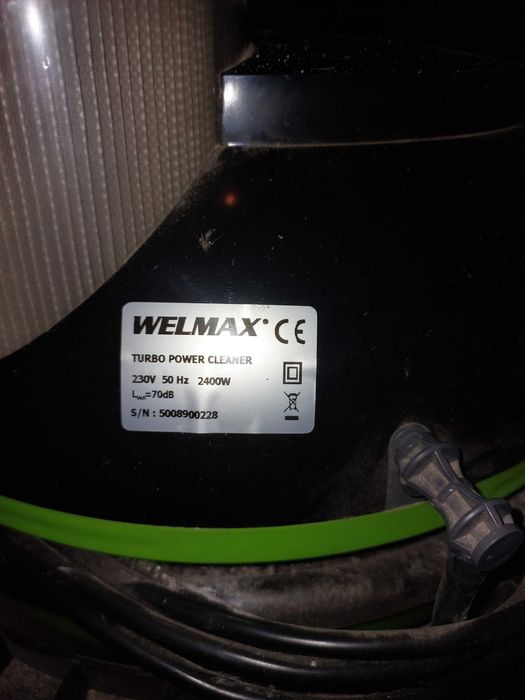 WELMAX® CE
TURBO POWER CLEANER
230V 50 Hz 2400W
LWA=70dB
S/N : 5008900228